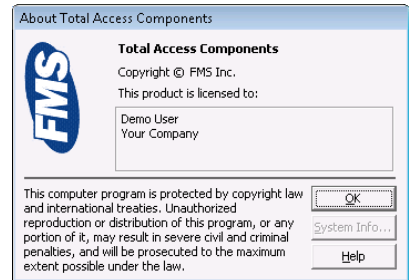 About Total Access Components
FMS
Total Access Components
Copyright © FMS Inc.
This product is licensed to:
Demo User
Your Company
This computer program is protected by copyright law
and international treaties. Unauthorized
reproduction or distribution of this program, or any
portion of it, may result in severe civil and criminal
penalties, and will be prosecuted to the maximum
extent possible under the law.
OK
System Info...
Help